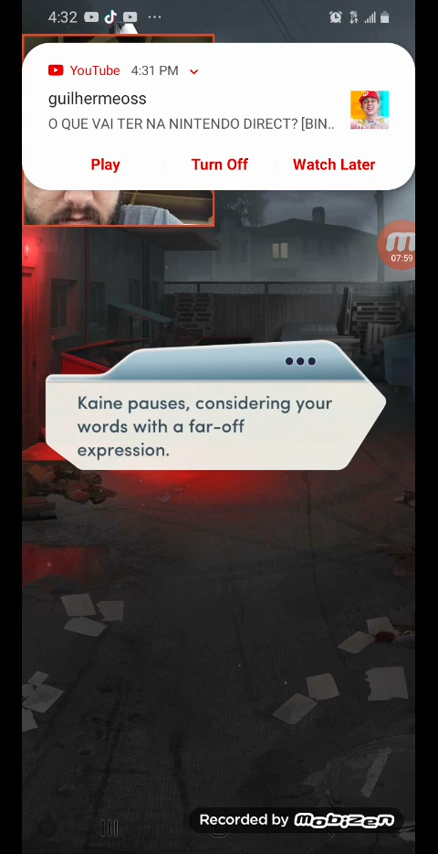 4:32
YouTube 4:31 PM
guilhermeoss
O QUE VAI TER NA NINTENDO DIRECT? [BIN..
Play Turn Off Watch Later
07:59
Kaine pauses, considering your
words with a far-off
expression.
Recorded by Mobizen